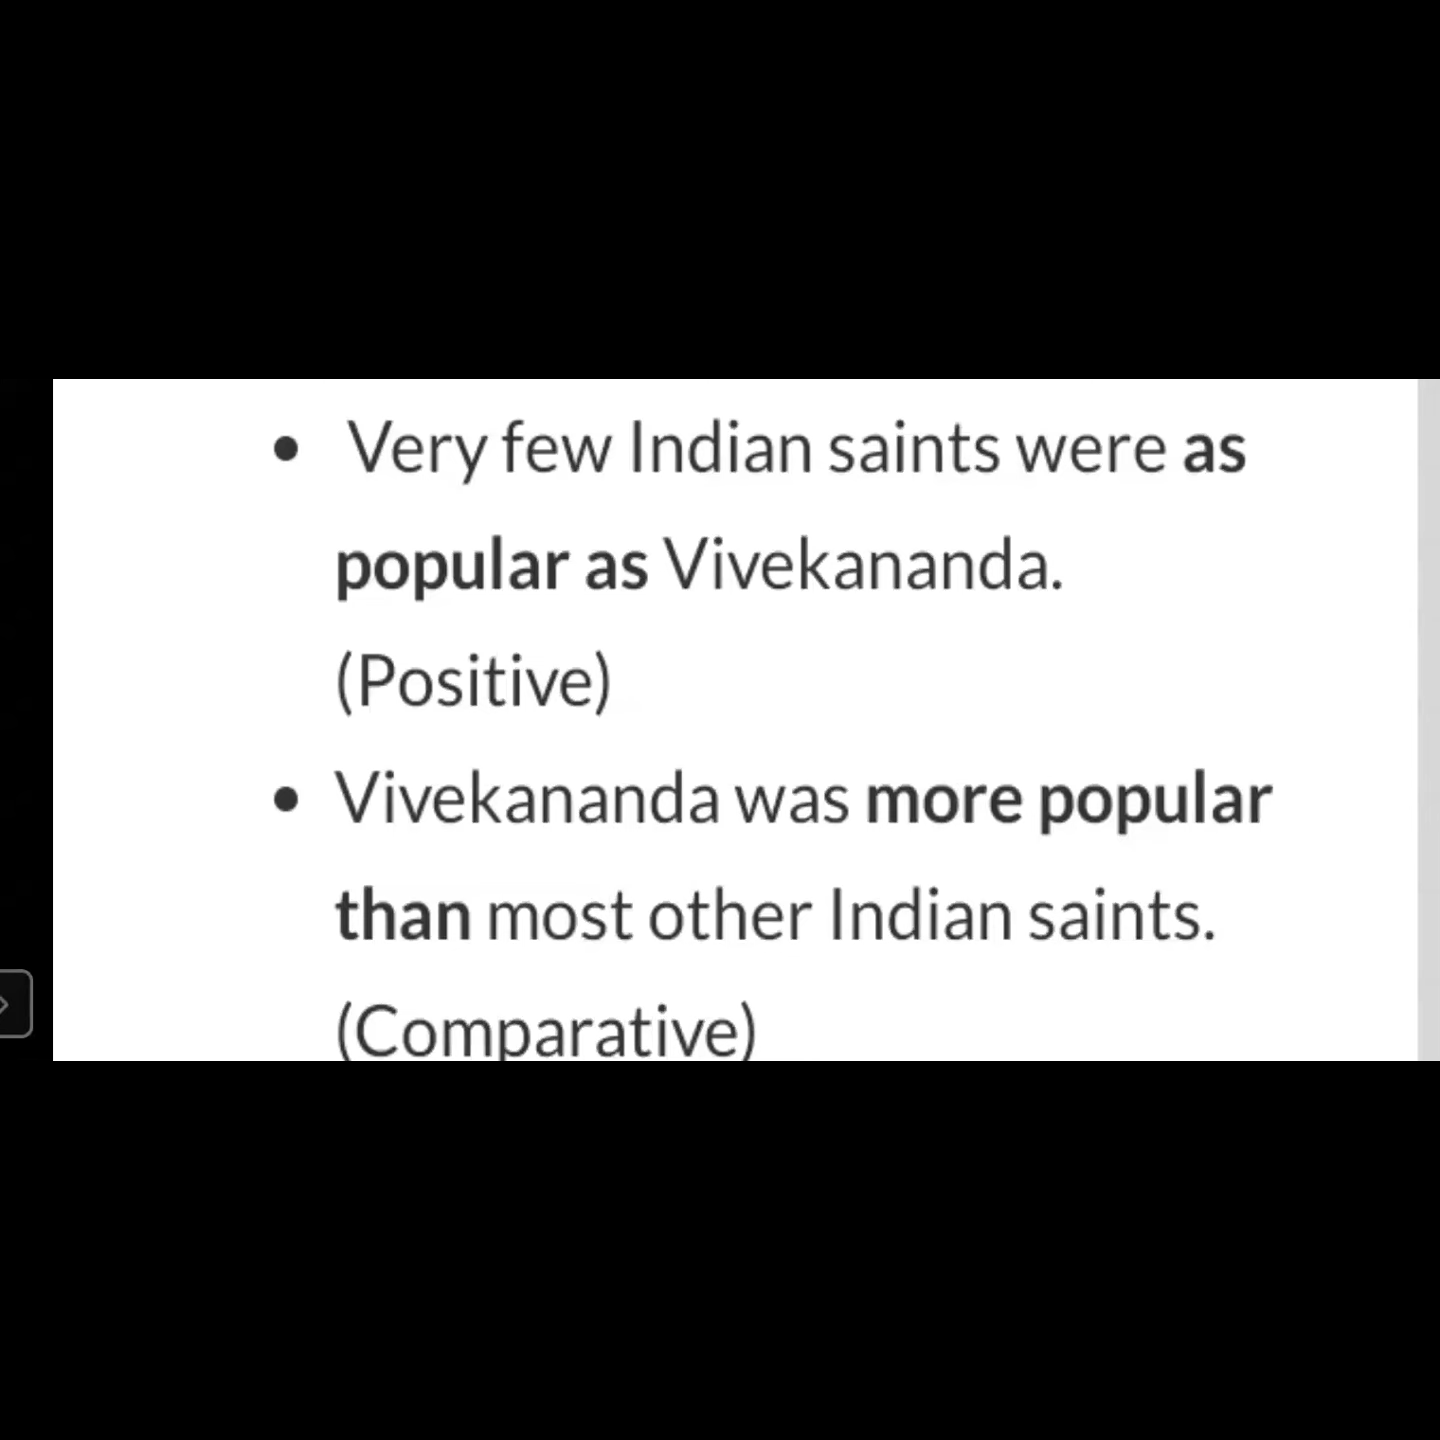 • Very few Indian saints were as
popular as Vivekananda.
(Positive)
• Vivekananda was more popular
than most other Indian saints.
(Comparative)